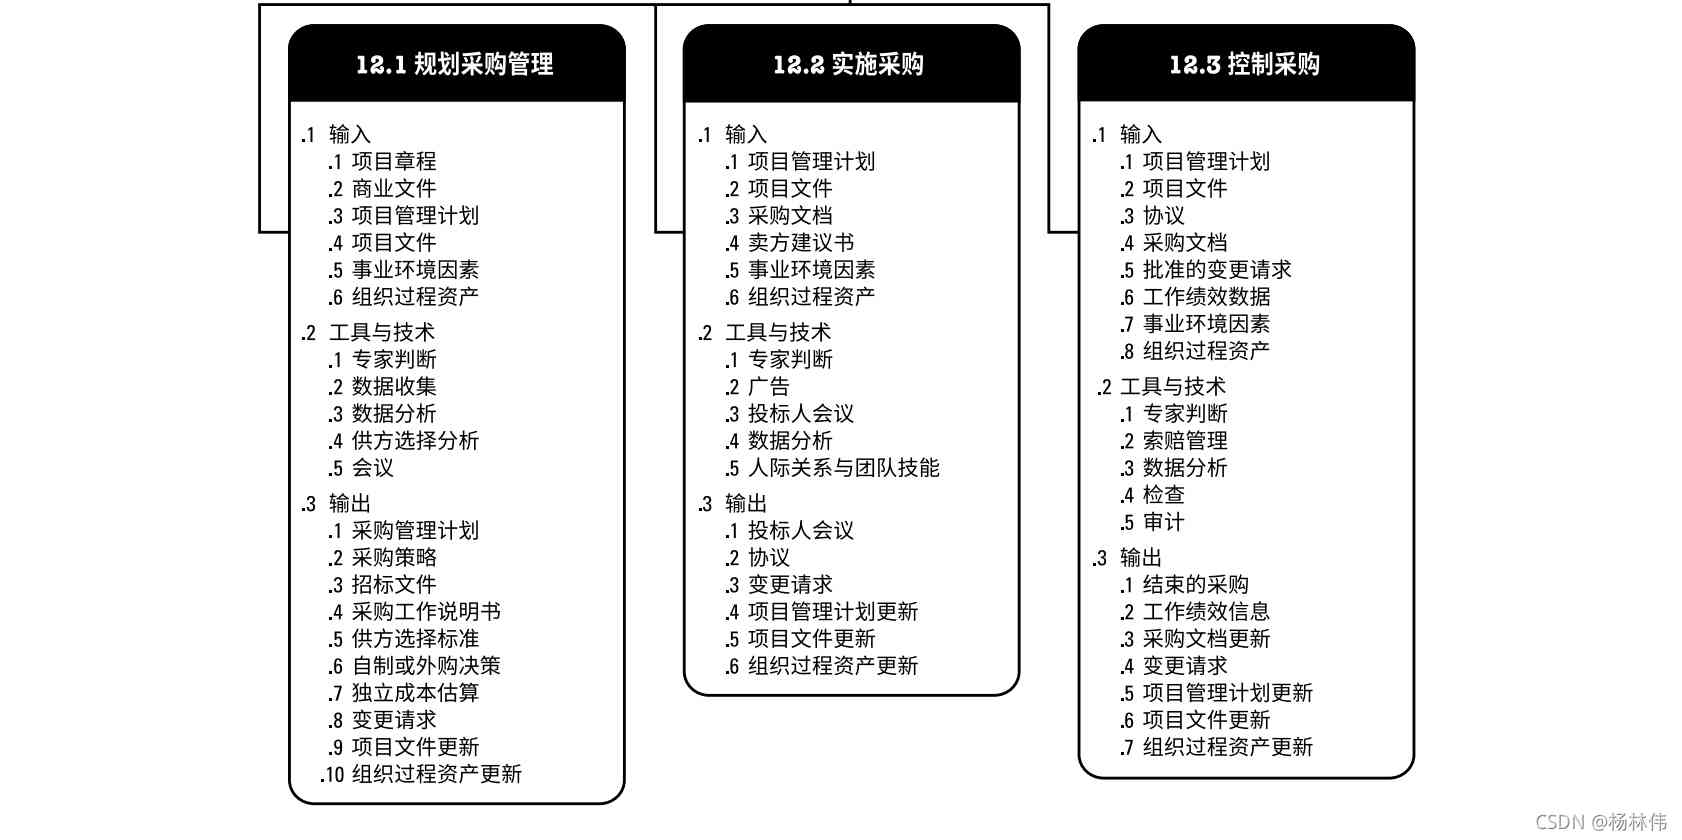 12.1 规划采购管理
.1 输入
.1 项目章程
.2 商业文件
.3 项目管理计划
.4 项目文件
.5 事业环境因素
.6 组织过程资产
.2 工具与技术
.1 专家判断
.2 数据收集
.3 数据分析
.4 供方选择分析
.5 会议
.3 输出
.1 采购管理计划
.2 采购策略
.3 招标文件
.4 采购工作说明书
.5 供方选择标准
.6 自制或外购决策
.7 独立成本估算
.8 变更请求
.9 项目文件更新
.10 组织过程资产更新
12.2 实施采购
.1 输入
.1 项目管理计划
.2 项目文件
.3 采购文档
.4 卖方建议书
.5 事业环境因素
.6 组织过程资产
.2 工具与技术
.1 专家判断
.2 广告
.3 投标人会议
.4 数据分析
.5 人际关系与团队技能
.3 输出
.1 投标人会议
.2 协议
.3 变更请求
.4 项目管理计划更新
.5 项目文件更新
.6 组织过程资产更新
12.3 控制采购
.1 输入
.1 项目管理计划
.2 项目文件
.3 协议
.4 采购文档
.5 批准的变更请求
.6 工作绩效数据
.7 事业环境因素
.8 组织过程资产
.2 工具与技术
.1 专家判断
.2 索赔管理
.3 数据分析
.4 检查
.5 审计
.3 输出
.1 结束的采购
.2 工作绩效信息
.3 采购文档更新
.4 变更请求
.5 项目管理计划更新
.6 项目文件更新
.7 组织过程资产更新
CSDN @杨林伟